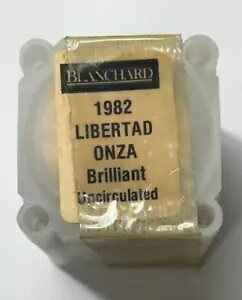 BLANCHARD
1982
LIBERTAD
ONZA
Brilliant
Uncirculated